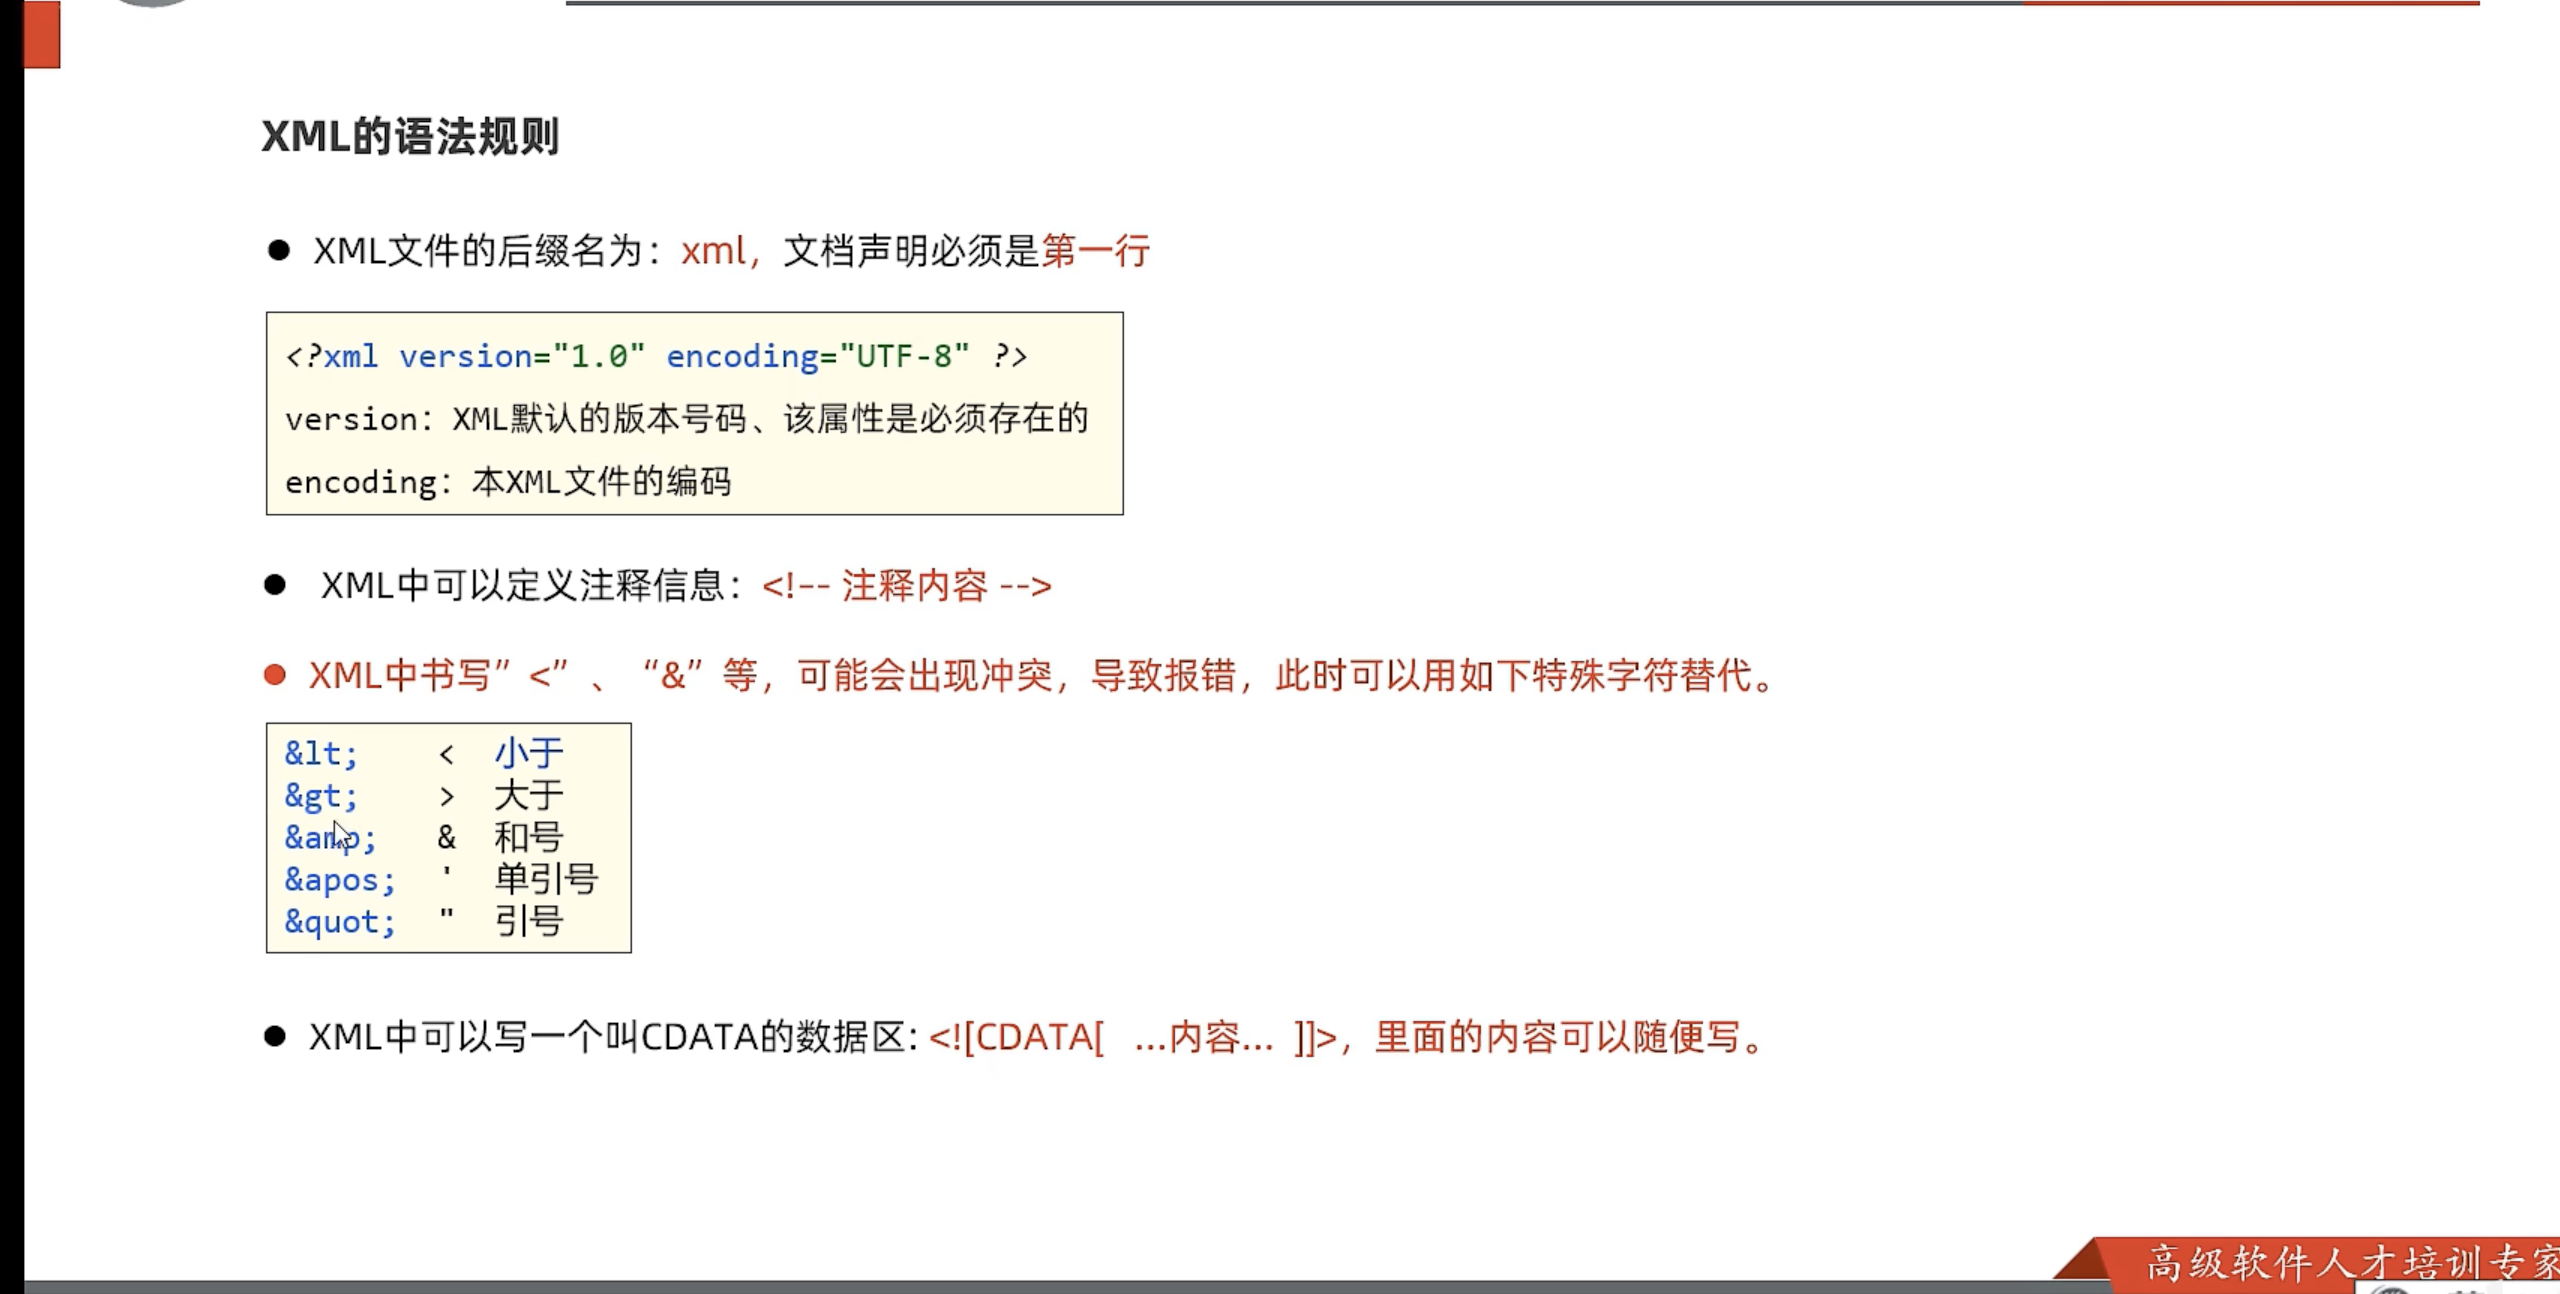 XML的语法规则
● XML文件的后缀名为：xml，文档声明必须是第一行
<?xml version="1.0" encoding="UTF-8" ?>
version：XML默认的版本号码、该属性是必须存在的
encoding：本XML文件的编码
● XML中可以定义注释信息：<!-- 注释内容 -->
● XML中书写”<”、“&”等，可能会出现冲突，导致报错，此时可以用如下特殊字符替代。
&lt; < 小于
&gt; > 大于
&amp; & 和号
&apos; ' 单引号
&quot; " 引号
● XML中可以写一个叫CDATA的数据区: <![CDATA[ ...内容... ]]>，里面的内容可以随便写。
高级软件人才培训专家